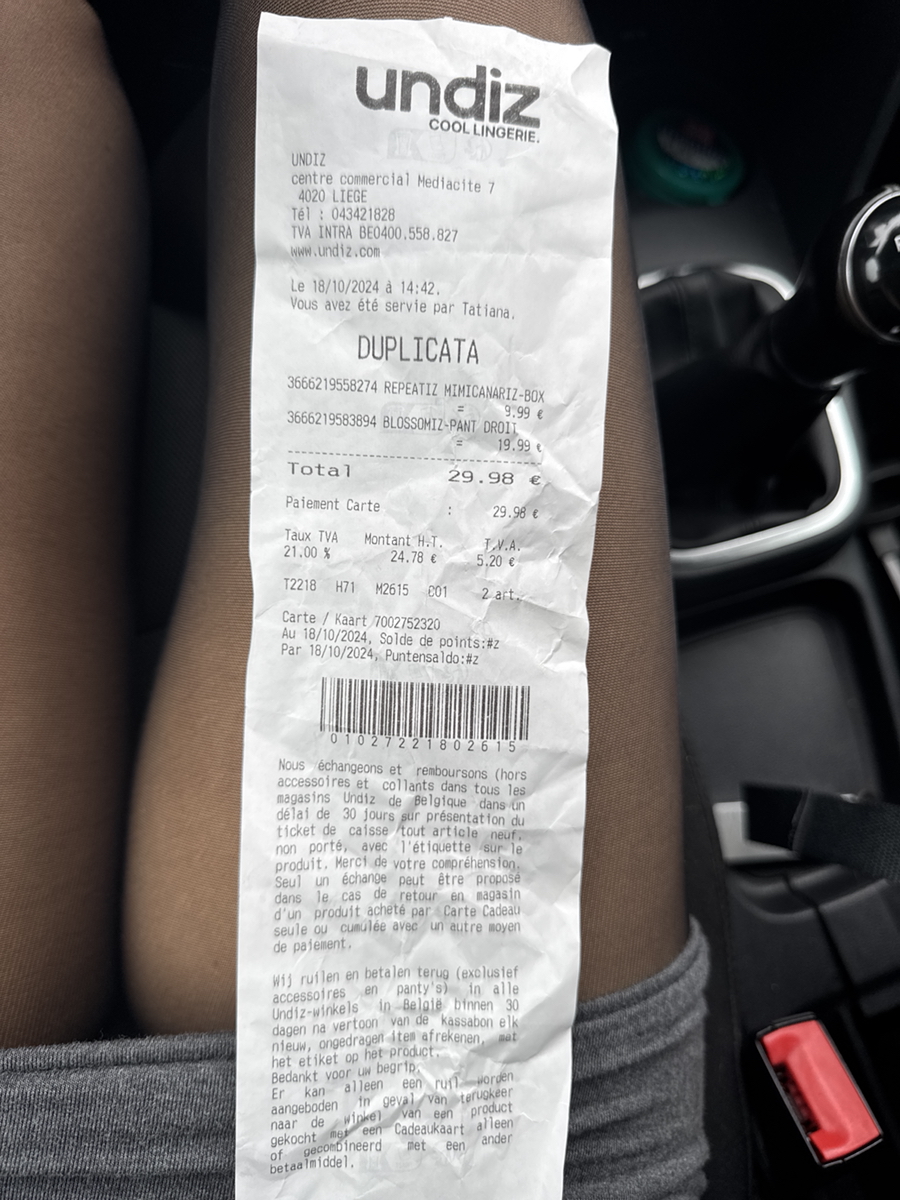 undiz
COOL LINGERIE.
UNDIZ
centre commercial Mediacite 7
4020 LIEGE
Tél : 043421828
TVA INTRA BE0400.558.827
www.undiz.com
Le 18/10/2024 à 14:42.
Vous avez été servie par Tatiana.
DUPLICATA
3666219558274 REPEATIZ MIMICANARIZ-BOX
= 9.99 €
3666219583894 BLOSSOMIZ-PANT DROIT
= 19.99 €
Total 29.98 €
Paiement Carte : 29.98 €
Taux TVA Montant H.T. T.V.A.
21.00 % 24.78 € 5.20 €
T2218 H71 M2615 C01 2 art.
Carte / Kaart 7002752320
Au 18/10/2024, Solde de points:#z
Par 18/10/2024, Puntensaldo:#z
01027221802615
Nous échangeons et remboursons (hors
accessoires et collants dans tous les
magasins Undiz de Belgique dans un
délai de 30 jours sur présentation du
ticket de caisse tout article neuf,
non porté, avec l'étiquette sur le
produit. Merci de votre compréhension.
Seul un échange peut être proposé
dans le cas de retour en magasin
d'un produit acheté par Carte Cadeau
seule ou cumulée avec un autre moyen
de paiement.
Wij ruilen en betalen terug (exclusief
accessoires en panty's) in alle
Undiz-winkels in België binnen 30
dagen na vertoon van de kassabon elk
nieuw, ongedragen item afrekenen, met
het etiket op het product.
Bedankt voor uw begrip.
Er kan alleen een ruil worden
aangeboden in geval van terugkeer
naar de winkel van een product
gekocht met een Cadeaukaart alleen
of gecombineerd met een ander
betaalmiddel.